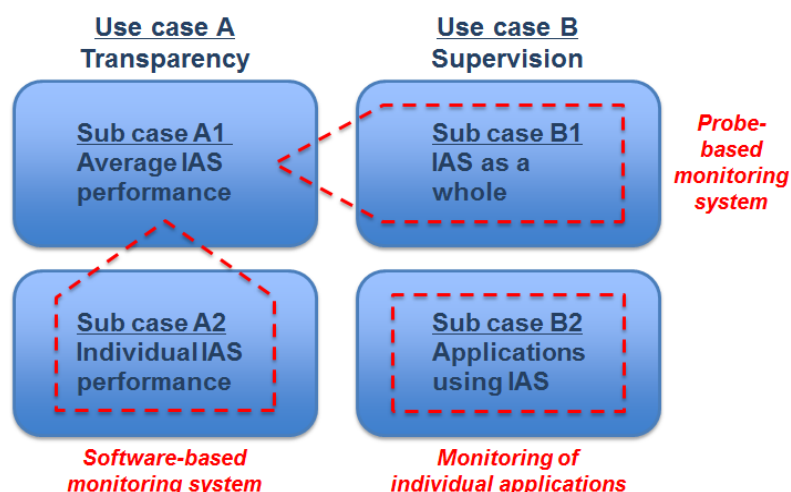 Use case A
Transparency
Use case B
Supervision
Sub case A1
Average IAS
performance
Sub case B1
IAS as a
whole
Probe-
based
monitoring
system
Sub case A2
Individual IAS
performance
Sub case B2
Applications
using IAS
Software-based
monitoring system
Monitoring of
individual applications